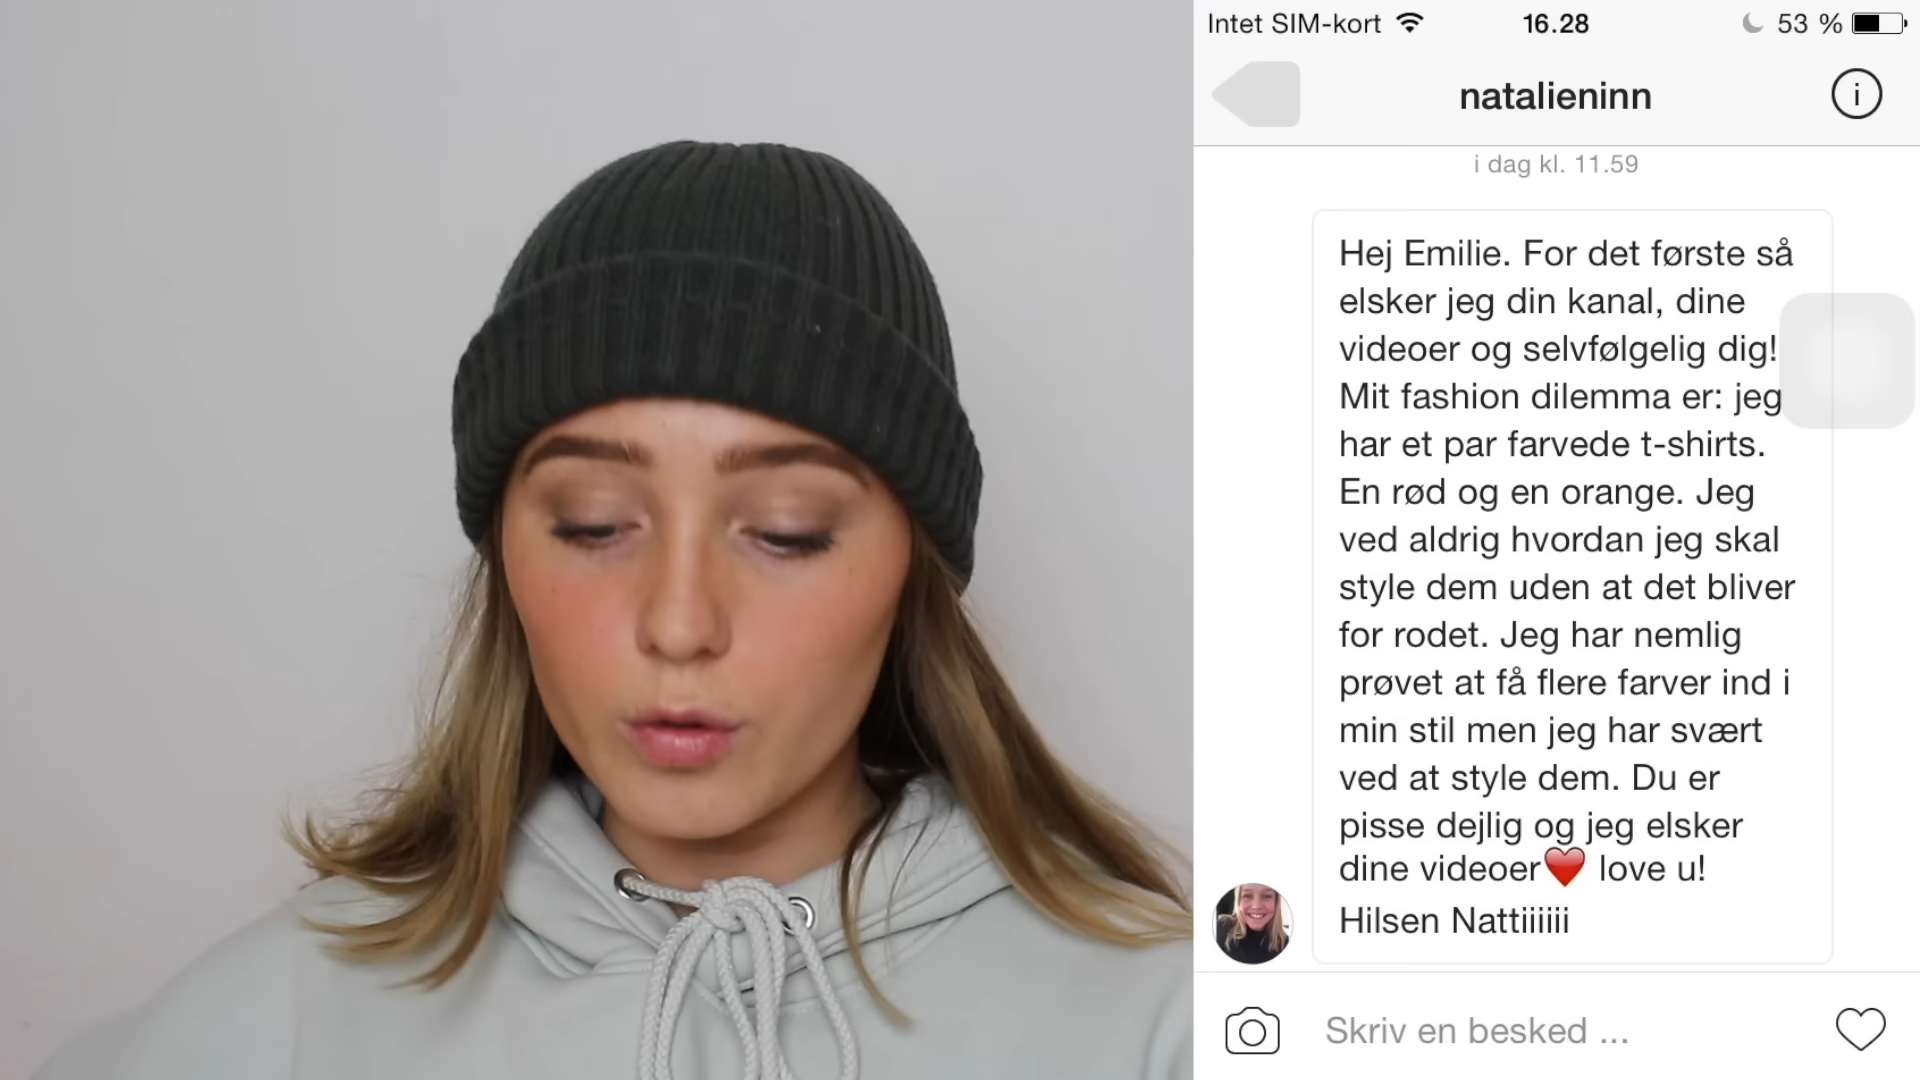 Intet SIM-kort 16.28 53 %
natalieninn
i dag kl. 11.59
Hej Emilie. For det første så
elsker jeg din kanal, dine
videoer og selvfølgelig dig!
Mit fashion dilemma er: jeg
har et par farvede t-shirts.
En rød og en orange. Jeg
ved aldrig hvordan jeg skal
style dem uden at det bliver
for rodet. Jeg har nemlig
prøvet at få flere farver ind i
min stil men jeg har svært
ved at style dem. Du er
pisse dejlig og jeg elsker
dine videoer❤️ love u!
Hilsen Nattiiiiiii
Skriv en besked ...